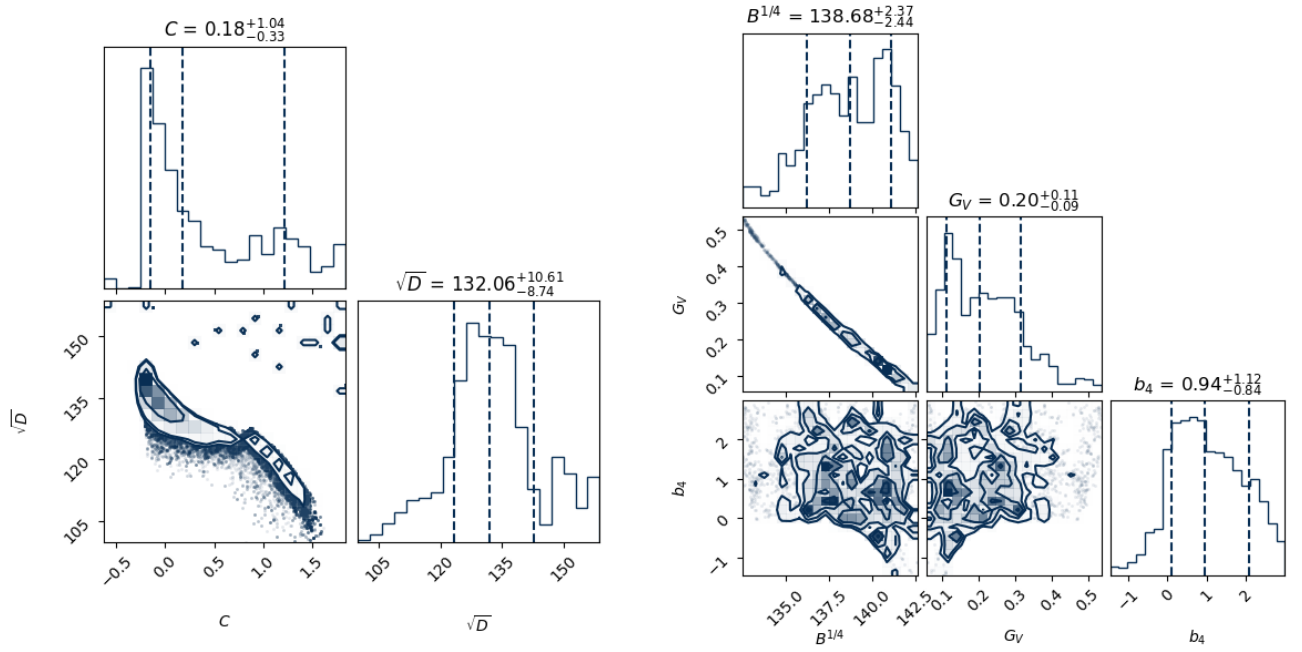 C = 0.18^{+1.04}_{-0.33}
√D = 132.06^{+10.61}_{-8.74}
150
135
120
105
√D
−0.5
0.0
0.5
1.0
1.5
C
105
120
135
150
√D
B^{1/4} = 138.68^{+2.37}_{-2.44}
G_V = 0.20^{+0.11}_{-0.09}
0.5
0.4
0.3
0.2
0.1
G_V
b_4 = 0.94^{+1.12}_{-0.84}
2
1
0
−1
b_4
135.0
137.5
140.0
142.5
B^{1/4}
0.1
0.2
0.3
0.4
0.5
G_V
−1
0
1
2
b_4